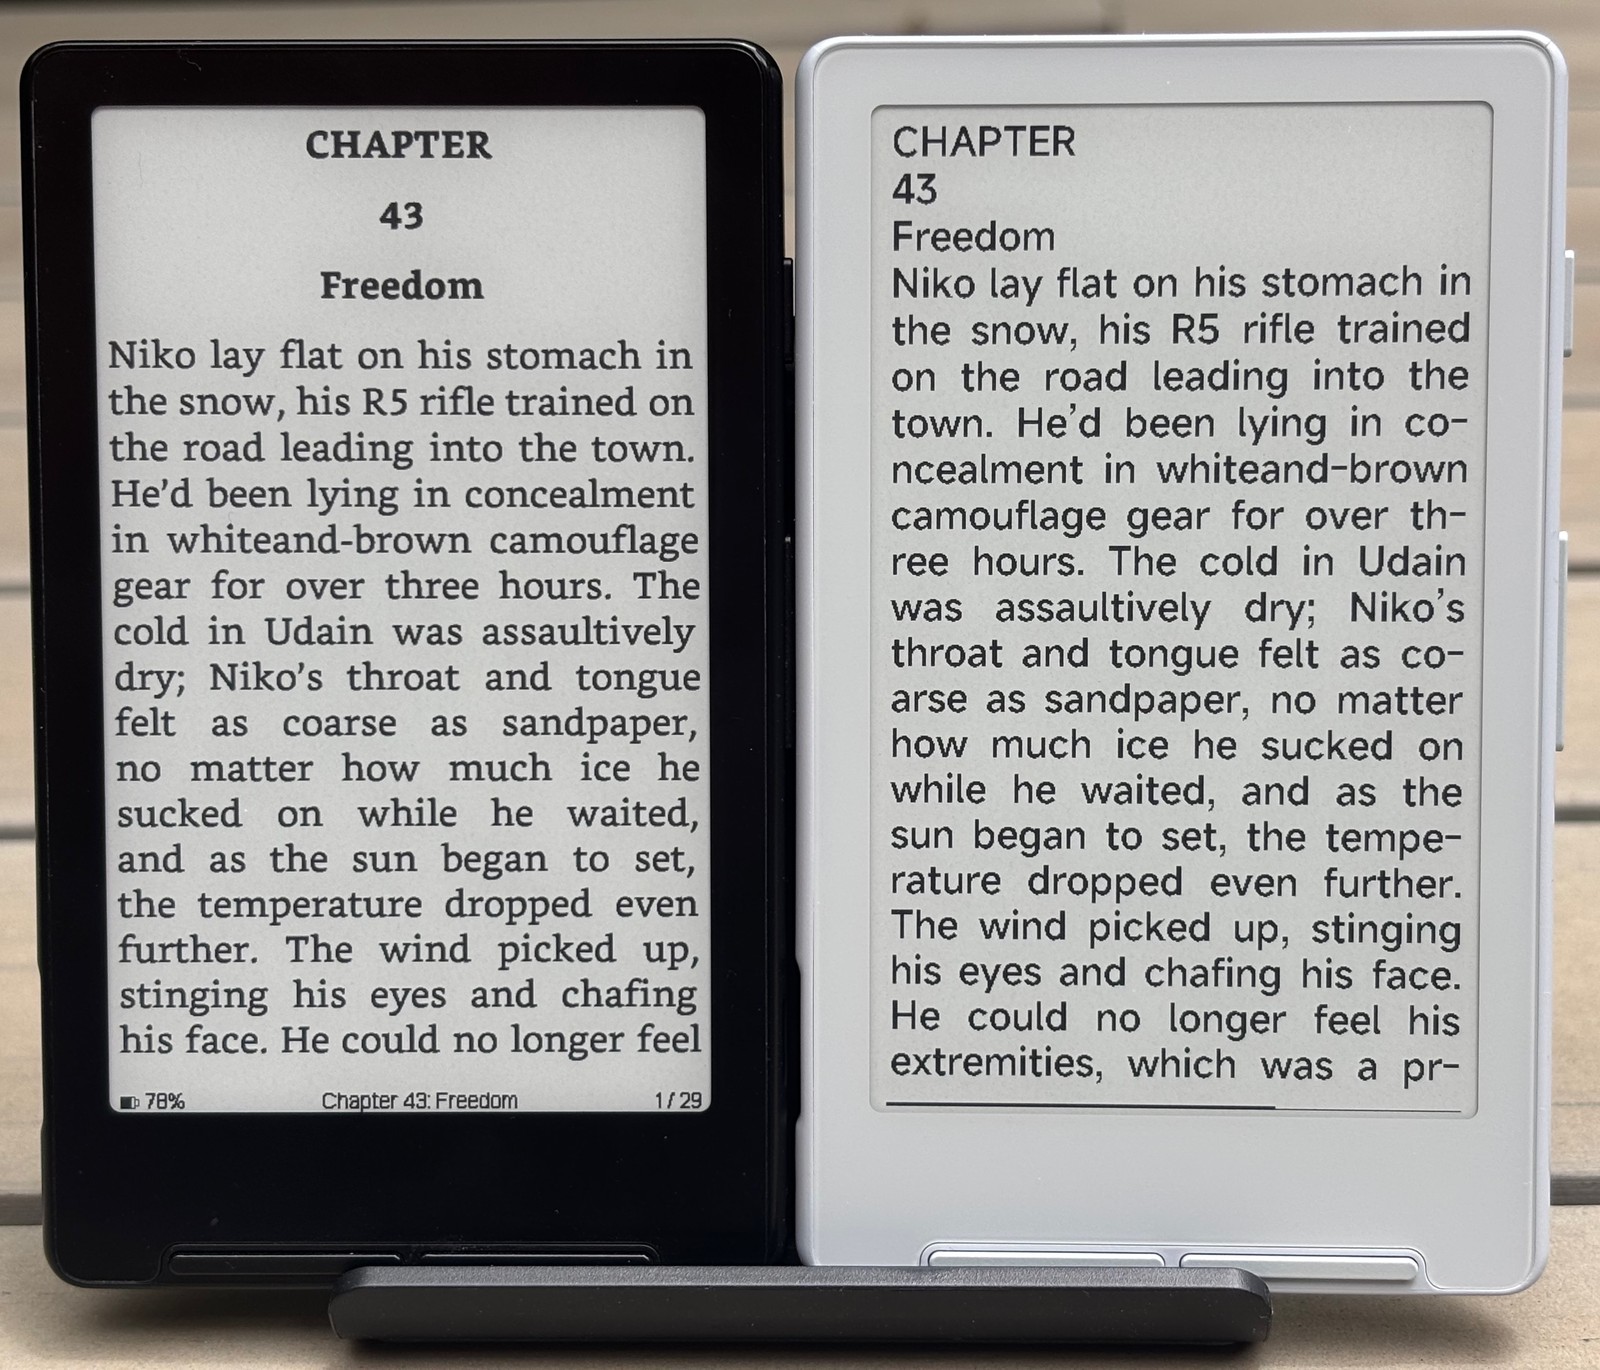 CHAPTER
43
Freedom
Niko lay flat on his stomach in
the snow, his R5 rifle trained on
the road leading into the town.
He’d been lying in concealment
in whiteand-brown camouflage
gear for over three hours. The
cold in Udain was assaultively
dry; Niko’s throat and tongue
felt as coarse as sandpaper,
no matter how much ice he
sucked on while he waited,
and as the sun began to set,
the temperature dropped even
further. The wind picked up,
stinging his eyes and chafing
his face. He could no longer feel
78% Chapter 43: Freedom 1/29
CHAPTER
43
Freedom
Niko lay flat on his stomach in
the snow, his R5 rifle trained
on the road leading into the
town. He’d been lying in co-
ncealment in whiteand-brown
camouflage gear for over th-
ree hours. The cold in Udain
was assaultively dry; Niko’s
throat and tongue felt as co-
arse as sandpaper, no matter
how much ice he sucked on
while he waited, and as the
sun began to set, the tempe-
rature dropped even further.
The wind picked up, stinging
his eyes and chafing his face.
He could no longer feel his
extremities, which was a pr-